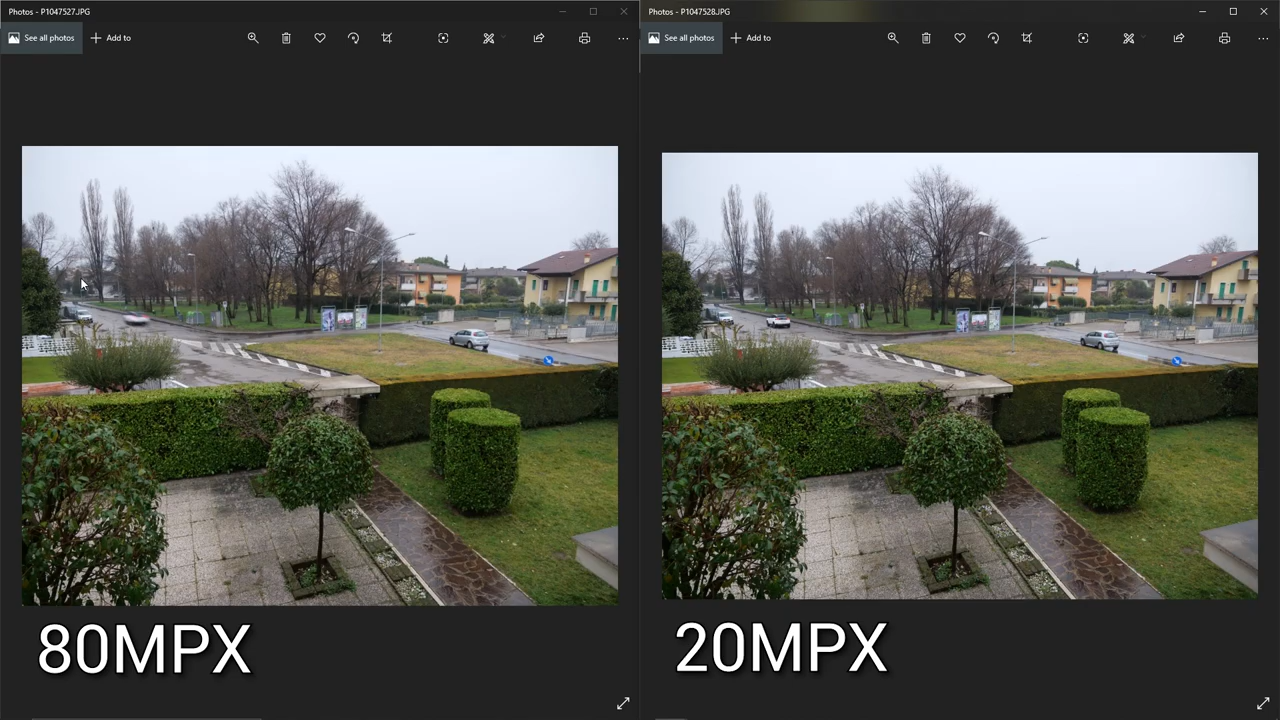 Photos - P1047527.JPG
See all photos
Add to
Photos - P1047528.JPG
See all photos
Add to
80MPX
20MPX